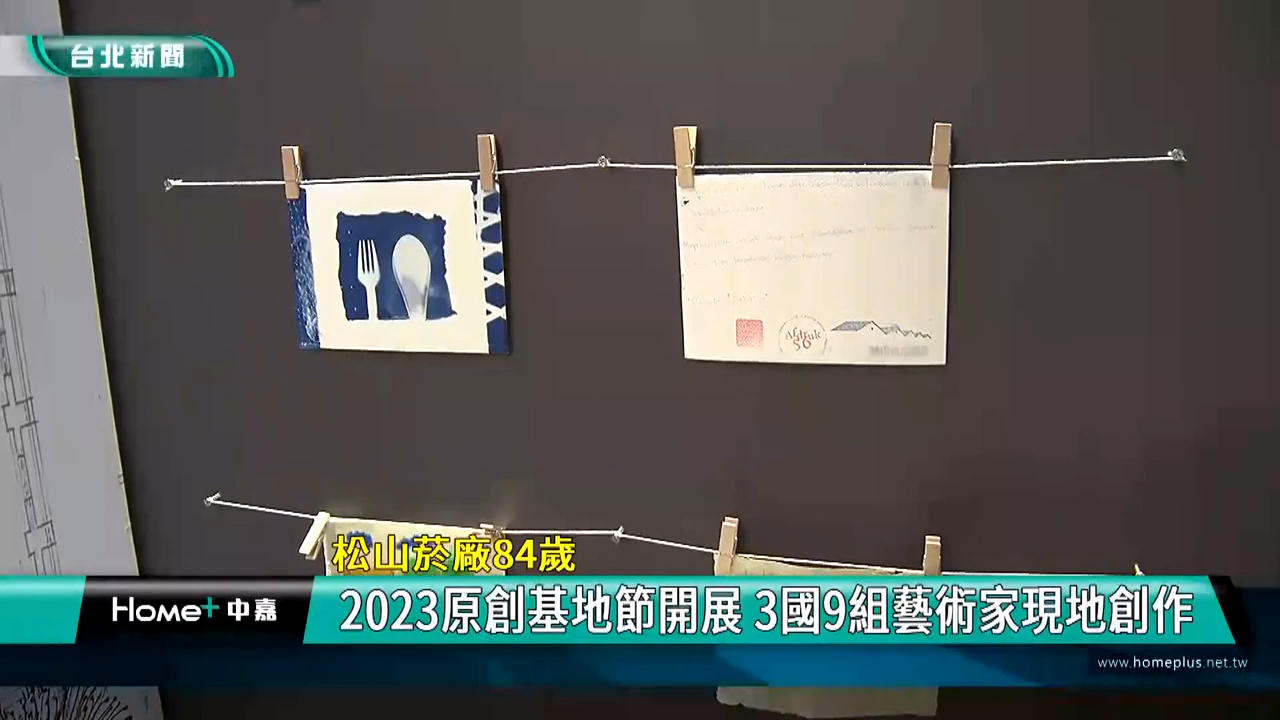 台北新聞
Afdruk
56
松山菸廠84歲
Home+中嘉
2023原創基地節開展 3國9組藝術家現地創作
www.homeplus.net.tw